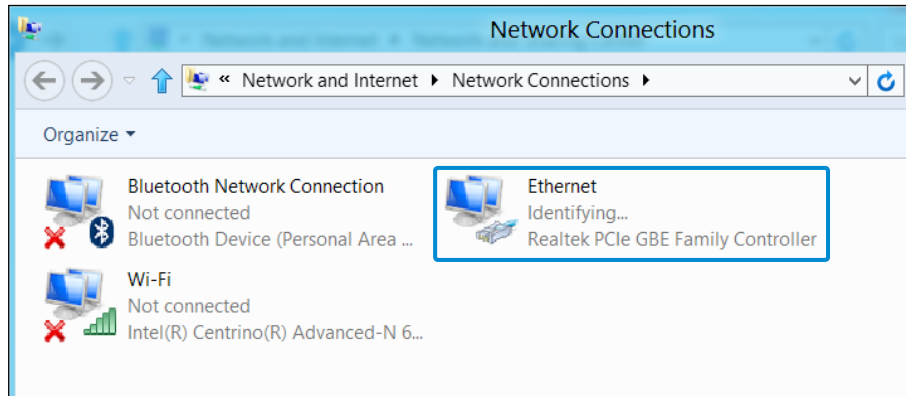 Network Connections
« Network and Internet Network Connections
Organize
Bluetooth Network Connection
Not connected
Bluetooth Device (Personal Area ...
Ethernet
Identifying...
Realtek PCIe GBE Family Controller
Wi-Fi
Not connected
Intel(R) Centrino(R) Advanced-N 6...